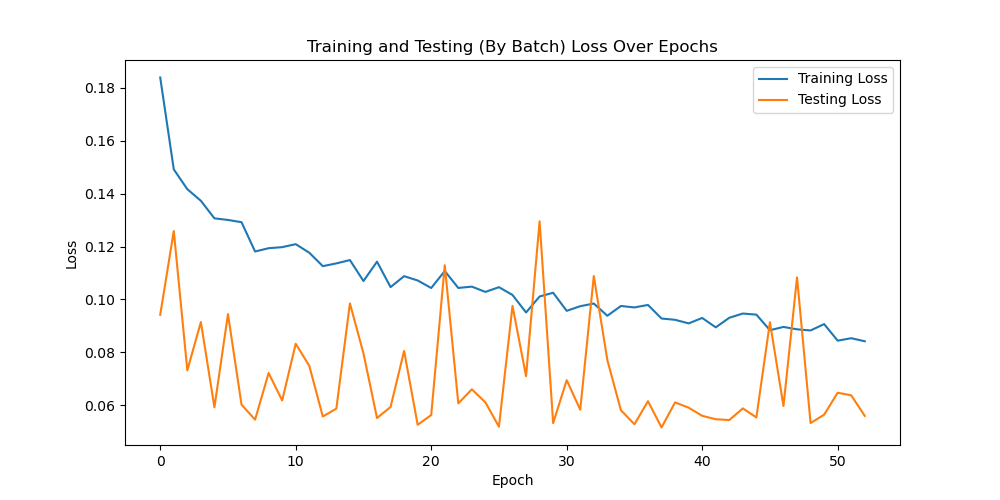 Training and Testing (By Batch) Loss Over Epochs
Training Loss
Testing Loss
0.18
0.16
0.14
0.12
0.10
0.08
0.06
Loss
0 10 20 30 40 50
Epoch